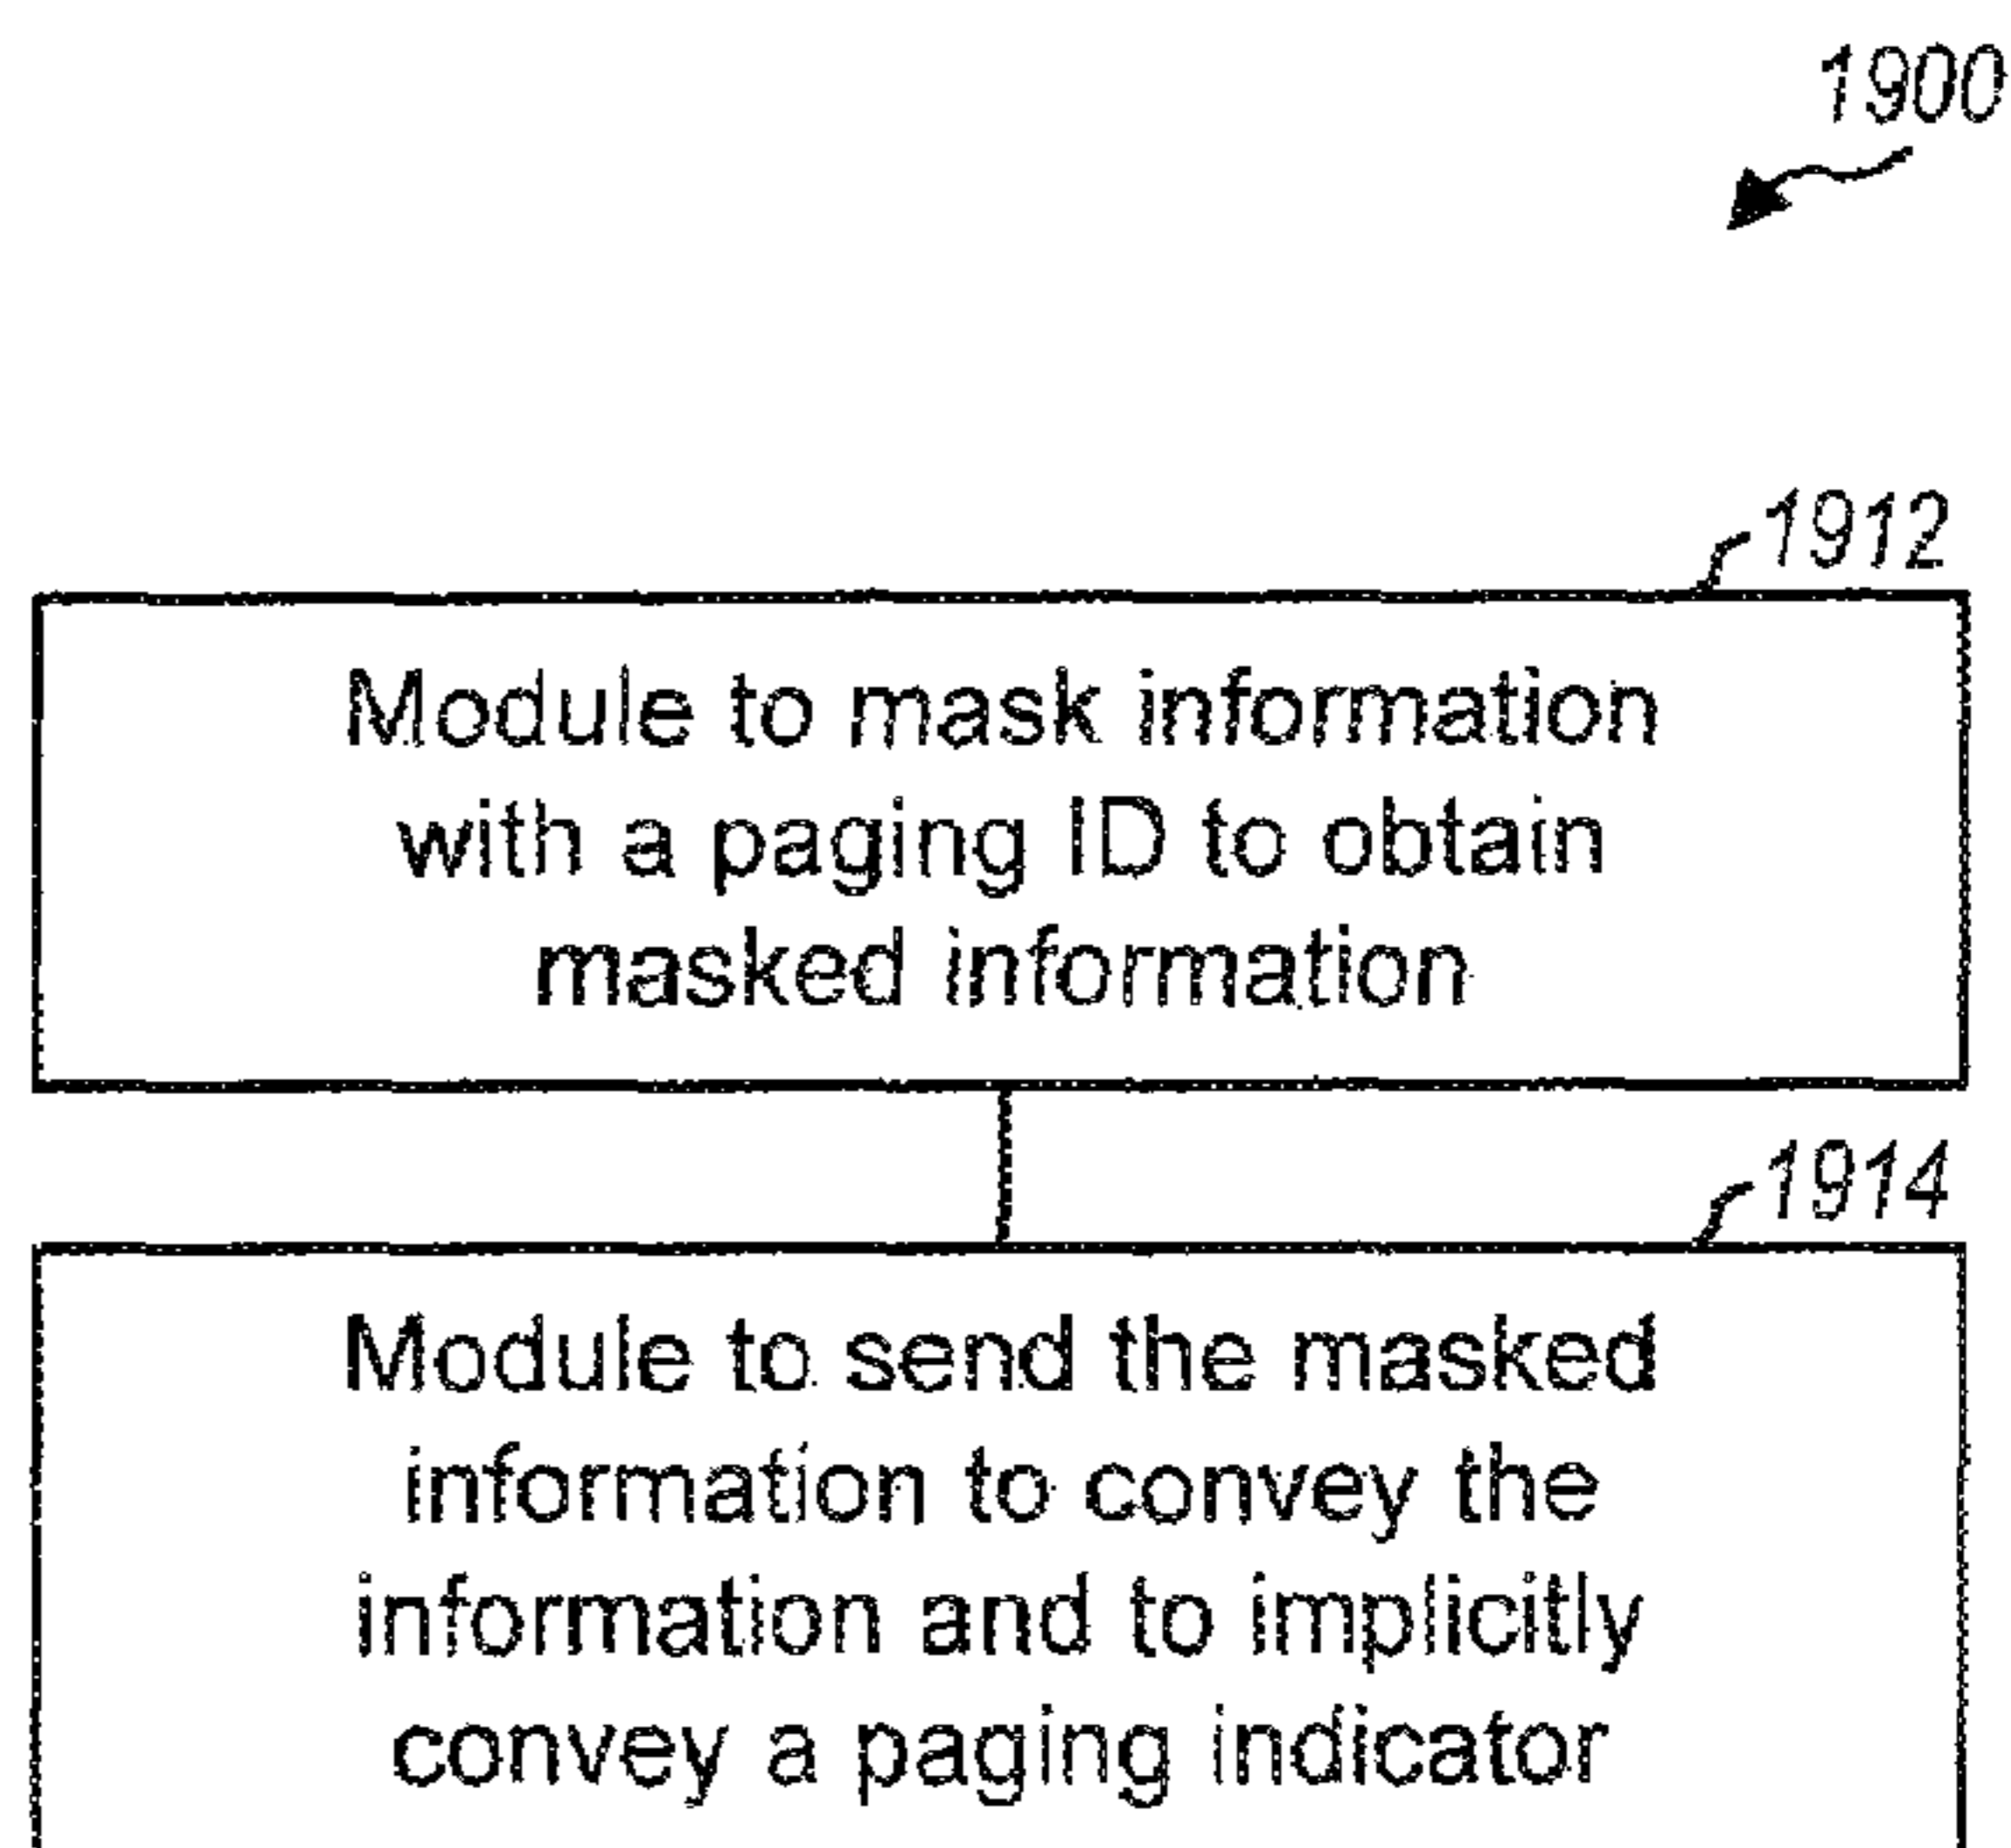 1900
1912
Module to mask information
with a paging ID to obtain
masked information
1914
Module to send the masked
information to convey the
information and to implicitly
convey a paging indicator